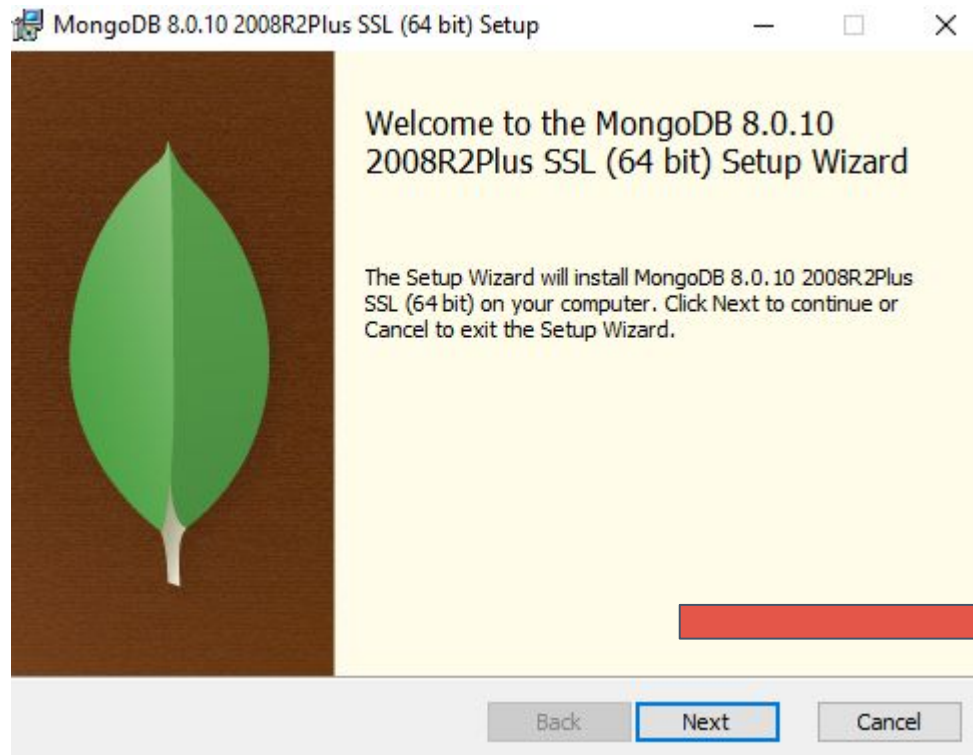 MongoDB 8.0.10 2008R2Plus SSL (64 bit) Setup
Welcome to the MongoDB 8.0.10
2008R2Plus SSL (64 bit) Setup Wizard
The Setup Wizard will install MongoDB 8.0.10 2008R2Plus
SSL (64 bit) on your computer. Click Next to continue or
Cancel to exit the Setup Wizard.
Back Next Cancel